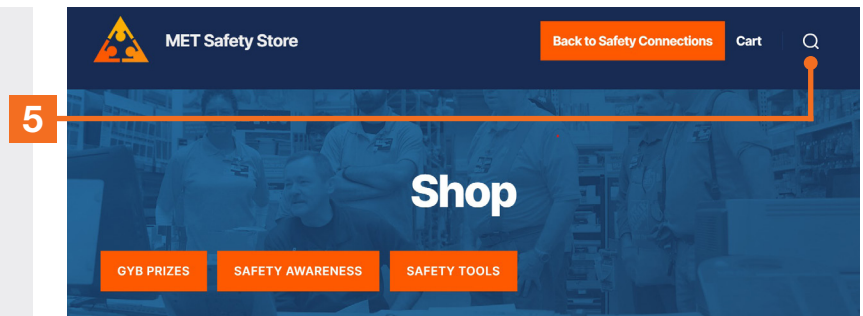 MET Safety Store
Back to Safety Connections
Cart
5
Shop
GYB PRIZES
SAFETY AWARENESS
SAFETY TOOLS